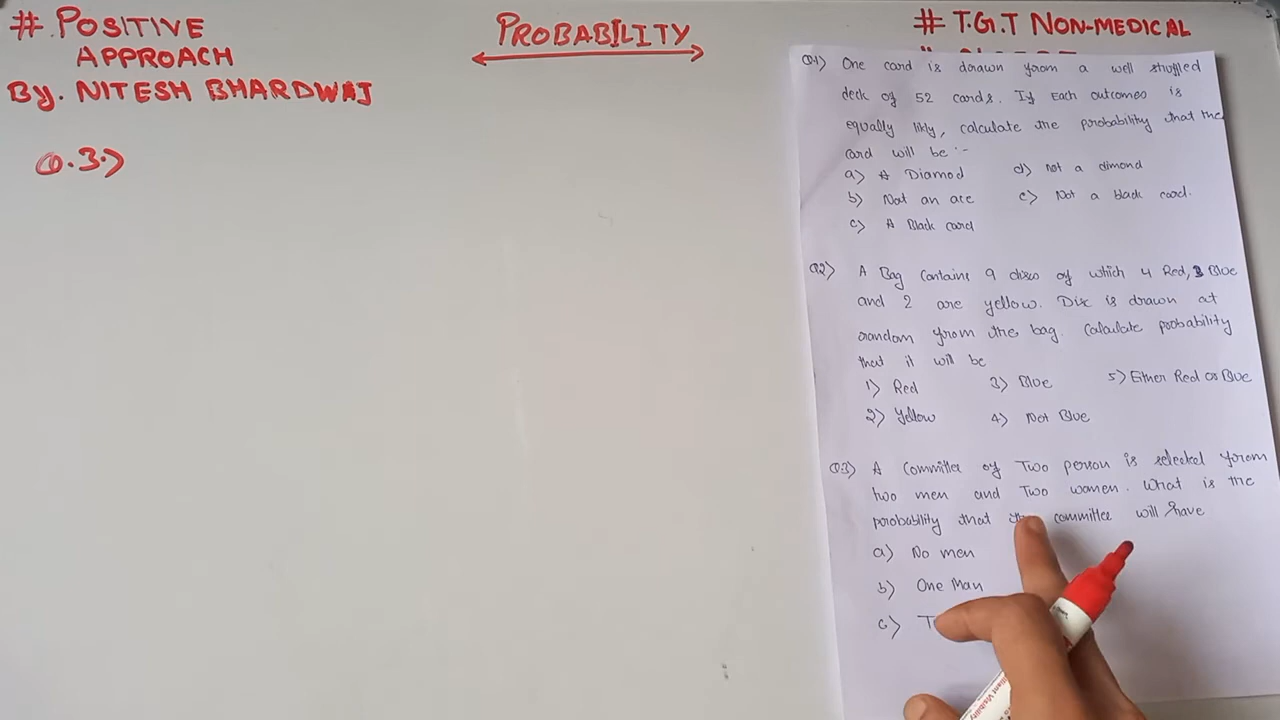 # POSITIVE
APPROACH
By. NITESH BHARDWAJ
PROBABILITY
# T.G.T NON-MEDICAL
Q.3.>
Q1> One card is drawn from a well shuffled
deck of 52 cards. If Each outcomes is
equally likly, calculate the probability that the
card will be :-
a> A Diamod
d> not a dimond
b> Not an ace
e> Not a black card.
c> A Black card
Q2> A Bag contains 9 discs of which 4 Red, 3 Blue
and 2 are yellow. Disc is drawn at
random from the bag. Calculate probability
that it will be
1> Red
3> Blue
5> Either Red or Blue
2> Yellow
4> Not Blue
Q3> A Committee of Two person is selected from
two men and Two women. What is the
probability that the committee will have
a> No men
b> One Man
c>